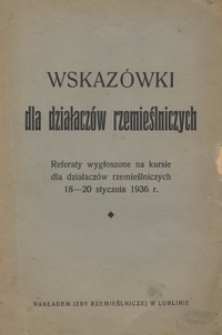 WSKAZÓWKI
dla działaczów rzemieślniczych
Referaty wygłoszone na kursie
dla działaczów rzemieślniczych
18—20 stycznia 1936 r.
NAKŁADEM IZBY RZEMIEŚLNICZEJ W LUBLINIE